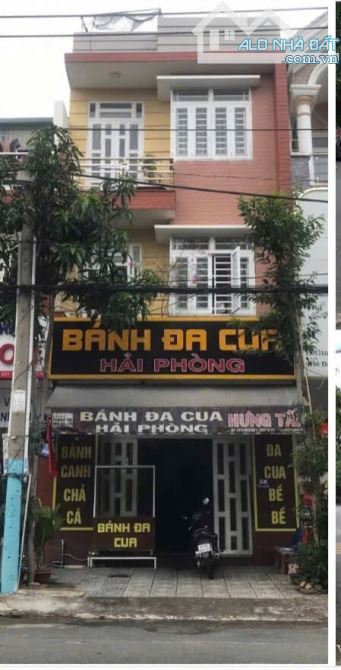 ALO NHÀ ĐẤT
.com.vn
BÁNH ĐA CUA
HẢI PHÒNG
BÁNH ĐA CUA
HẢI PHÒNG
HƯNG
BÁNH
CANH
CHẢ
CÁ
BÁNH ĐA
CUA
ĐA
CUA
BỀ
BỀ